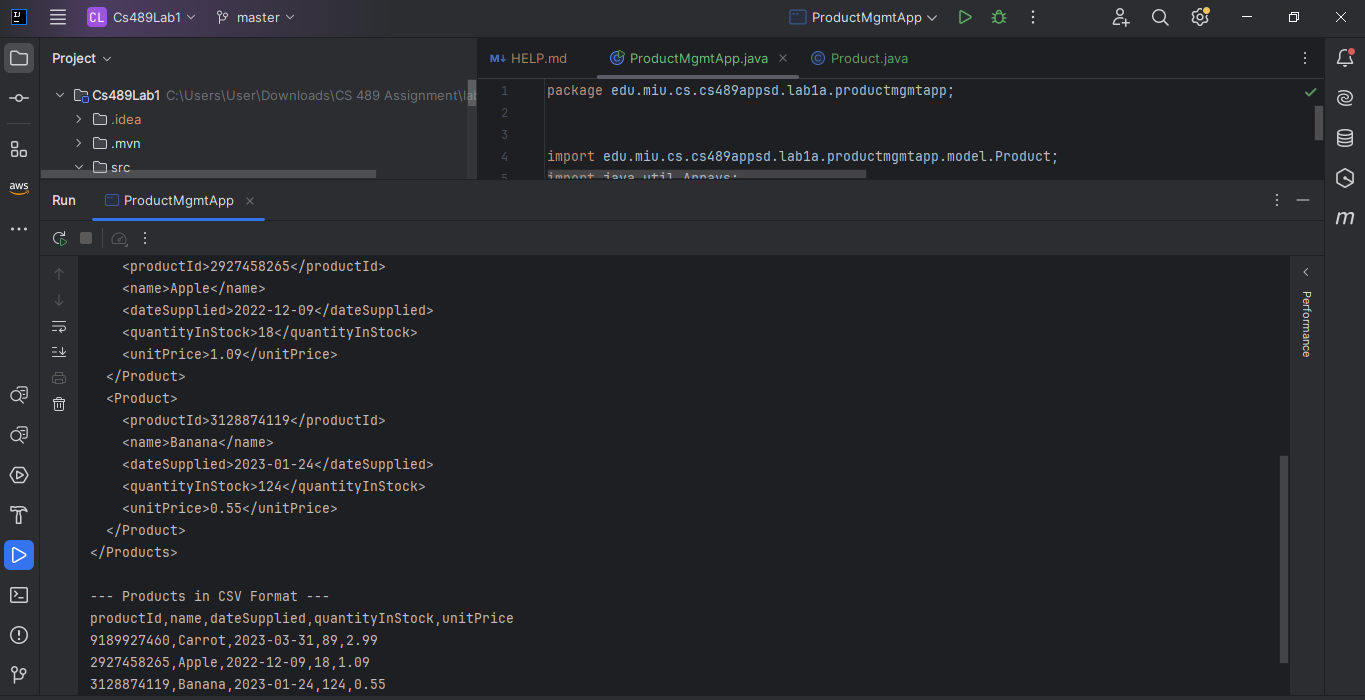 CL Cs489Lab1 master ProductMgmtApp
Project
HELP.md ProductMgmtApp.java Product.java
Cs489Lab1 C:\Users\User\Downloads\CS 489 Assignment\lab
.idea
.mvn
src
1 package edu.miu.cs.cs489appsd.lab1a.productmgmtapp;
2
3
4 import edu.miu.cs.cs489appsd.lab1a.productmgmtapp.model.Product;
5 import java.util.Arrays;
aws
Run ProductMgmtApp
<productId>2927458265</productId>
<name>Apple</name>
<dateSupplied>2022-12-09</dateSupplied>
<quantityInStock>18</quantityInStock>
<unitPrice>1.09</unitPrice>
</Product>
<Product>
<productId>3128874119</productId>
<name>Banana</name>
<dateSupplied>2023-01-24</dateSupplied>
<quantityInStock>124</quantityInStock>
<unitPrice>0.55</unitPrice>
</Product>
</Products>
--- Products in CSV Format ---
productId,name,dateSupplied,quantityInStock,unitPrice
9189927460,Carrot,2023-03-31,89,2.99
2927458265,Apple,2022-12-09,18,1.09
3128874119,Banana,2023-01-24,124,0.55
Performance
m